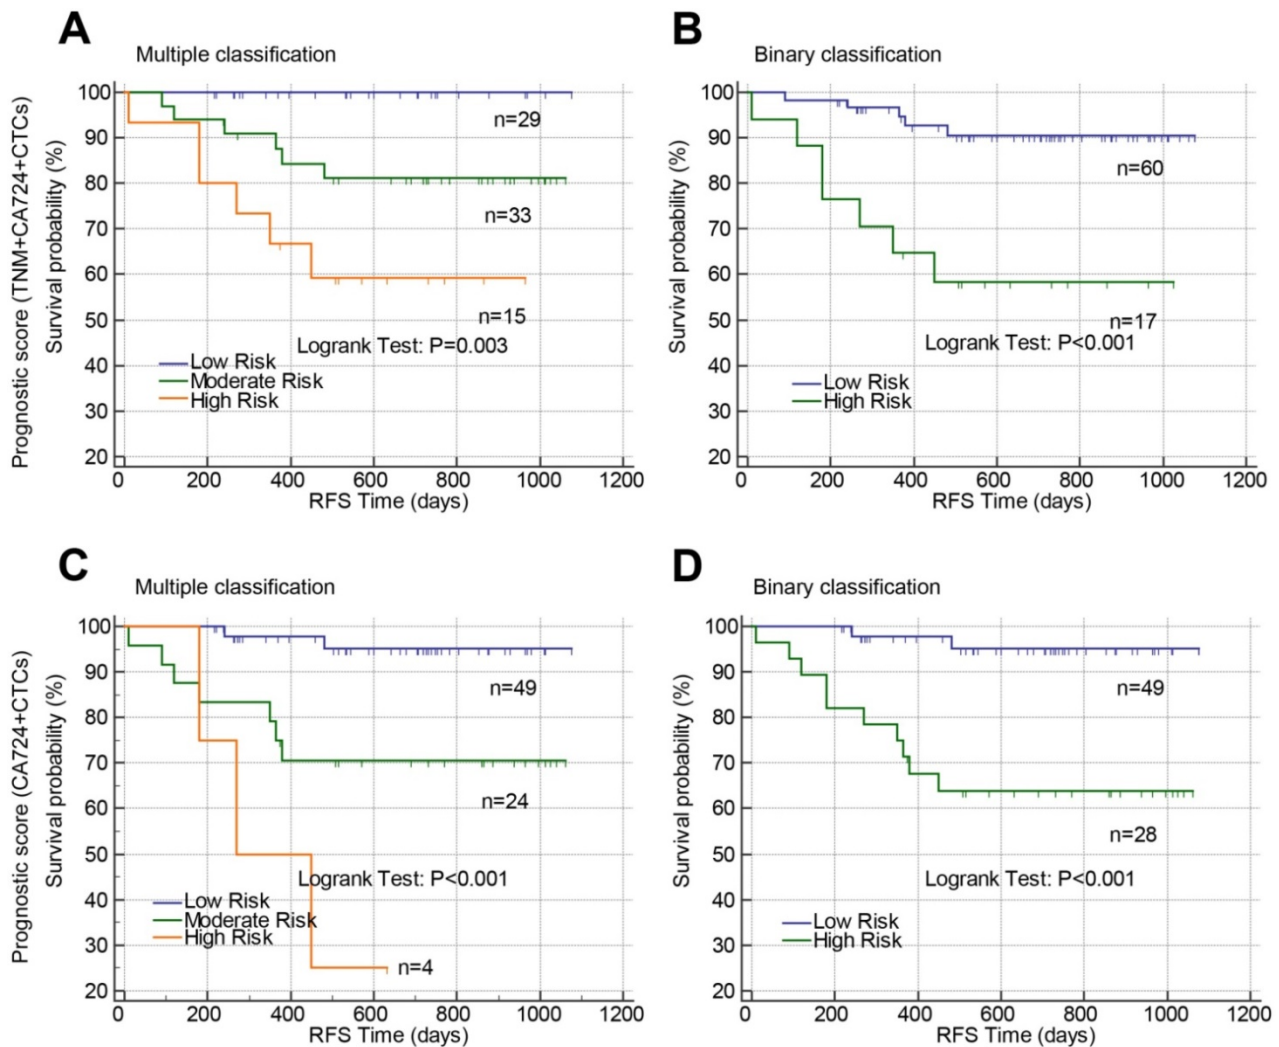 A
Multiple classification
Prognostic score (TNM+CA724+CTCs)
Survival probability (%)
100
90
80
70
60
50
40
30
20
n=29
n=33
n=15
Logrank Test: P=0.003
Low Risk
Moderate Risk
High Risk
0 200 400 600 800 1000 1200
RFS Time (days)
B
Binary classification
Survival probability (%)
100
90
80
70
60
50
40
30
20
n=60
n=17
Logrank Test: P<0.001
Low Risk
High Risk
0 200 400 600 800 1000 1200
RFS Time (days)
C
Multiple classification
Prognostic score (CA724+CTCs)
Survival probability (%)
100
90
80
70
60
50
40
30
20
n=49
n=24
Logrank Test: P<0.001
Low Risk
Moderate Risk
High Risk
n=4
0 200 400 600 800 1000 1200
RFS Time (days)
D
Binary classification
Survival probability (%)
100
90
80
70
60
50
40
30
20
n=49
n=28
Logrank Test: P<0.001
Low Risk
High Risk
0 200 400 600 800 1000 1200
RFS Time (days)